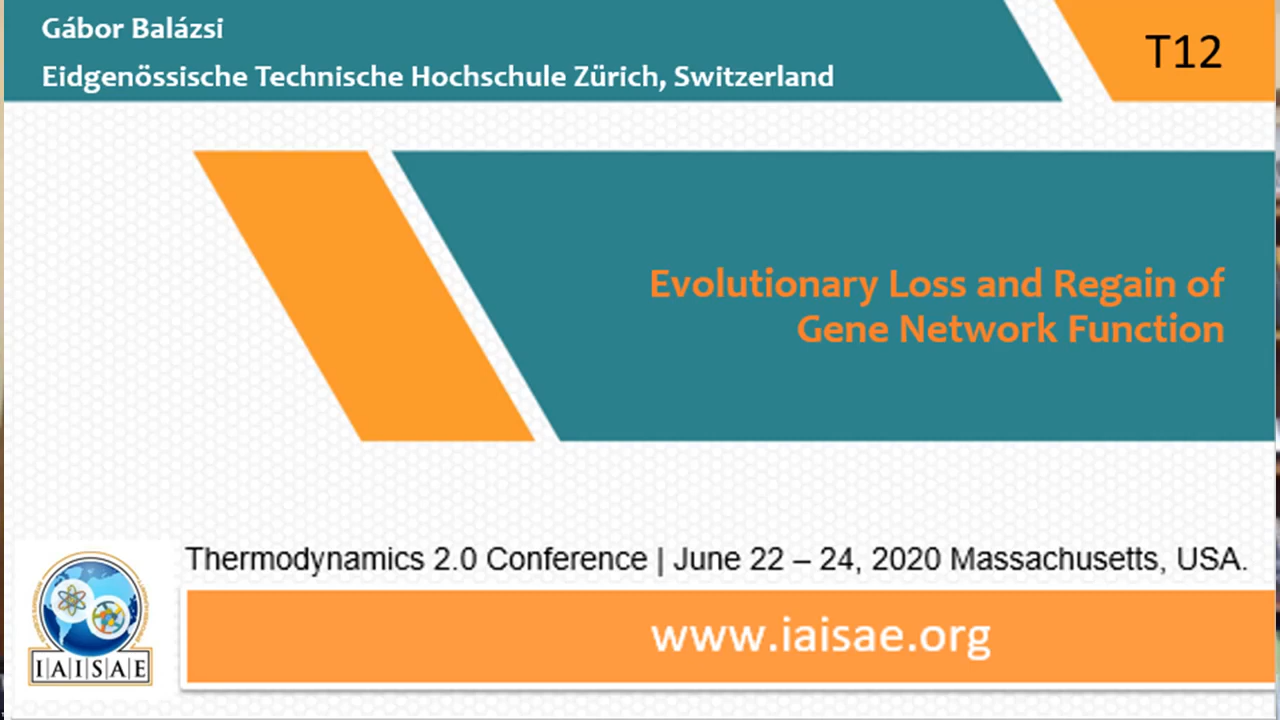 Gábor Balázsi
Eidgenössische Technische Hochschule Zürich, Switzerland
T12
Evolutionary Loss and Regain of
Gene Network Function
Thermodynamics 2.0 Conference | June 22 – 24, 2020 Massachusetts, USA.
www.iaisae.org
I|A|I|S|A|E